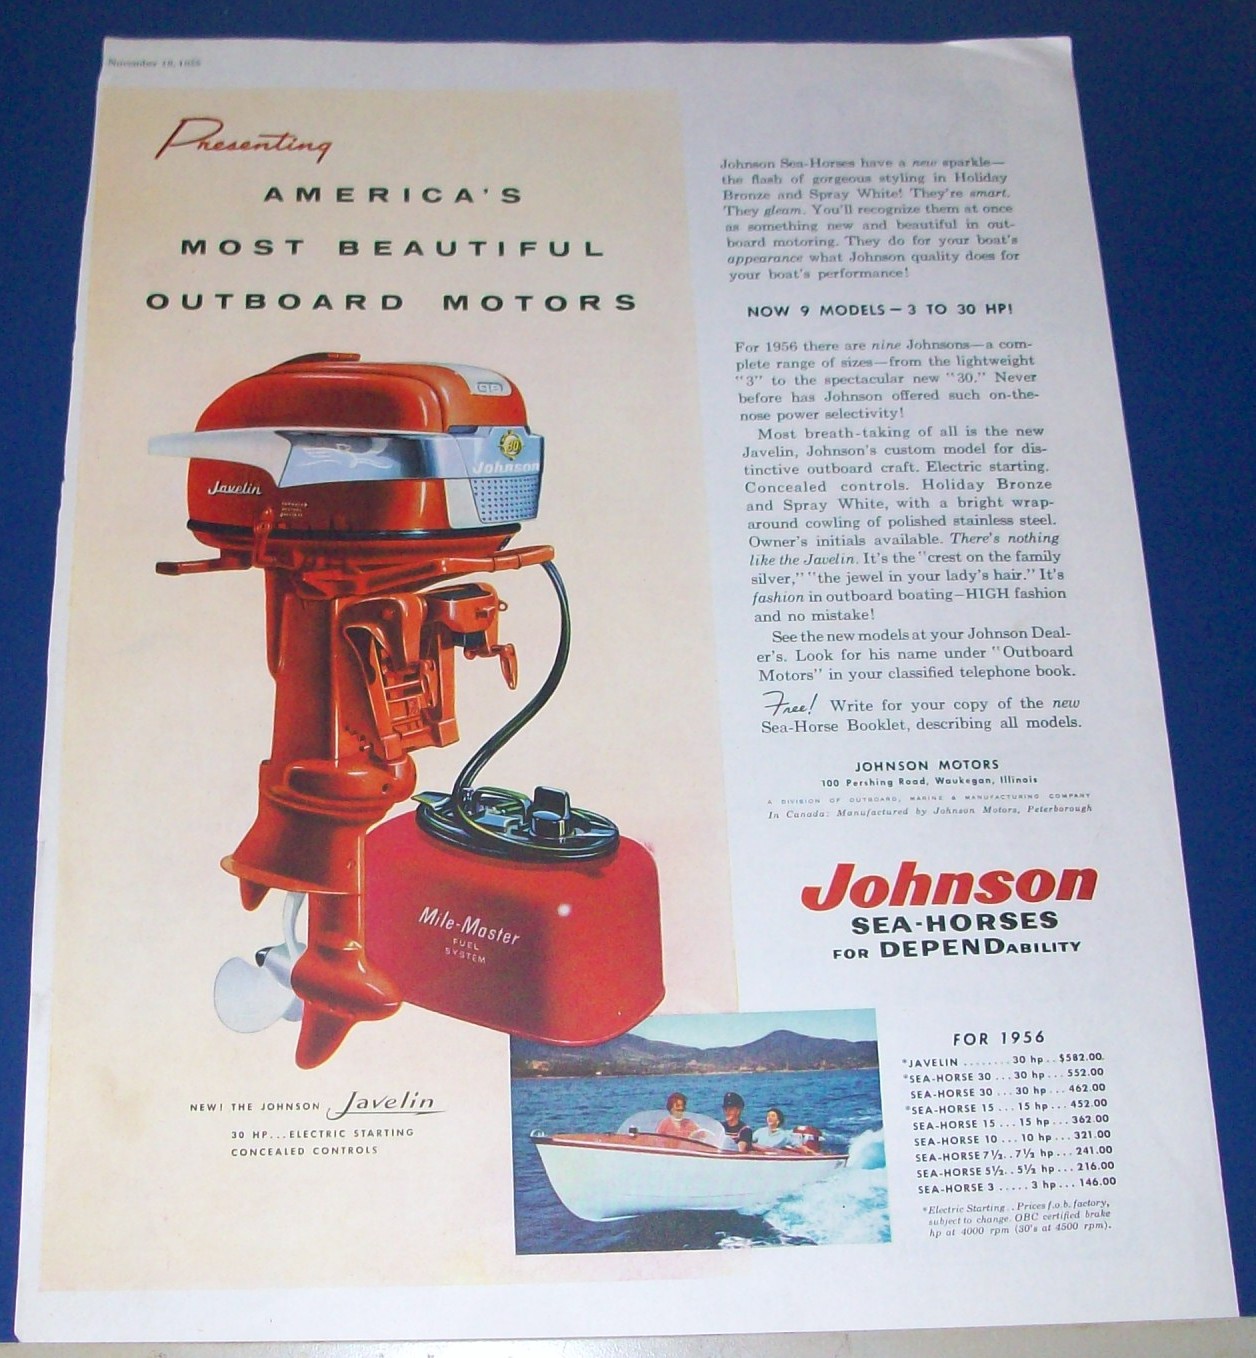 Presenting
AMERICA'S
MOST BEAUTIFUL
OUTBOARD MOTORS
Javelin
30
Johnson
Mile-Master
FUEL
SYSTEM
NEW! THE JOHNSON Javelin
30 HP...ELECTRIC STARTING
CONCEALED CONTROLS
Johnson Sea-Horses have a new sparkle—
the flash of gorgeous styling in Holiday
Bronze and Spray White! They're smart.
They gleam. You'll recognize them at once
as something new and beautiful in out-
board motoring. They do for your boat's
appearance what Johnson quality does for
your boat's performance!
NOW 9 MODELS — 3 TO 30 HP!
For 1956 there are nine Johnsons—a com-
plete range of sizes—from the lightweight
"3" to the spectacular new "30." Never
before has Johnson offered such on-the-
nose power selectivity!
Most breath-taking of all is the new
Javelin, Johnson's custom model for dis-
tinctive outboard craft. Electric starting.
Concealed controls. Holiday Bronze
and Spray White, with a bright wrap-
around cowling of polished stainless steel.
Owner's initials available. There's nothing
like the Javelin. It's the "crest on the family
silver," "the jewel in your lady's hair." It's
fashion in outboard boating—HIGH fashion
and no mistake!
See the new models at your Johnson Deal-
er's. Look for his name under "Outboard
Motors" in your classified telephone book.
Free! Write for your copy of the new
Sea-Horse Booklet, describing all models.
JOHNSON MOTORS
100 Pershing Road, Waukegan, Illinois
A DIVISION OF OUTBOARD, MARINE & MANUFACTURING COMPANY
In Canada: Manufactured by Johnson Motors, Peterborough
Johnson
SEA-HORSES
FOR DEPENDABILITY
FOR 1956
*JAVELIN ........ 30 hp .. $582.00
*SEA-HORSE 30 ... 30 hp ... 552.00
SEA-HORSE 30 ... 30 hp ... 462.00
*SEA-HORSE 15 ... 15 hp ... 452.00
SEA-HORSE 15 ... 15 hp ... 362.00
SEA-HORSE 10 ... 10 hp ... 321.00
SEA-HORSE 7½ .. 7½ hp ... 241.00
SEA-HORSE 5½ .. 5½ hp ... 216.00
SEA-HORSE 3 ..... 3 hp ... 146.00
*Electric Starting .. Prices f.o.b. factory,
subject to change. OBC certified brake
hp at 4000 rpm (30's at 4500 rpm).